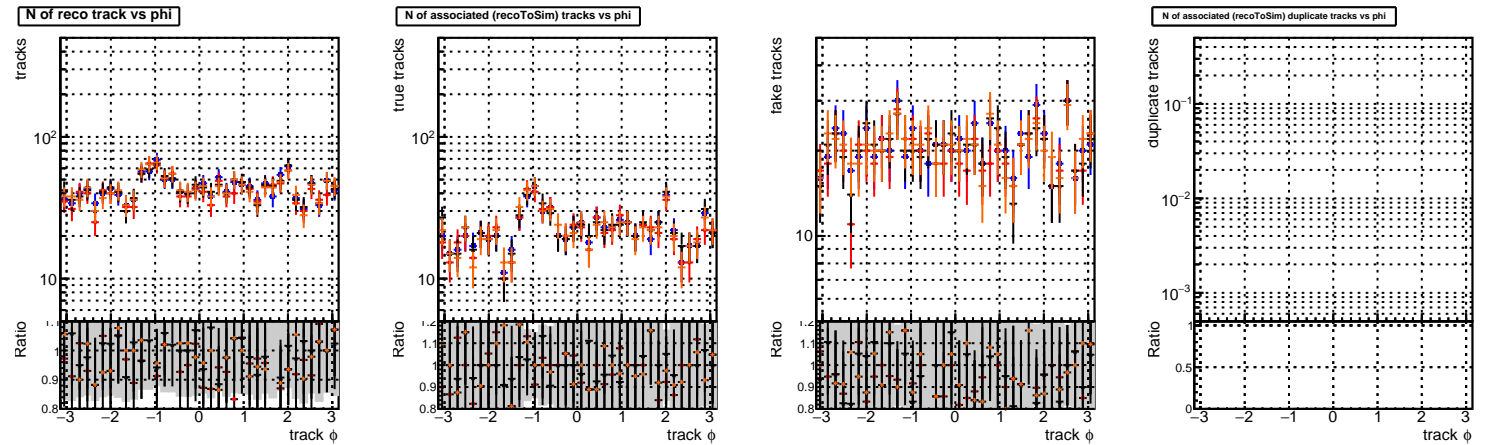 N of reco track vs phi
tracks
10²
10
Ratio
1.1
1
0.9
0.8
−3 −2 −1 0 1 2 3
track ϕ
N of associated (recoToSim) tracks vs phi
true tracks
10²
10
Ratio
1.2
1.1
1
0.9
0.8
−3 −2 −1 0 1 2 3
track ϕ
fake tracks
10
Ratio
1.2
1.1
1
0.9
0.8
−3 −2 −1 0 1 2 3
track ϕ
N of associated (recoToSim) duplicate tracks vs phi
duplicate tracks
10⁻¹
10⁻²
10⁻³
Ratio
1
0.5
0
−3 −2 −1 0 1 2 3
track ϕ